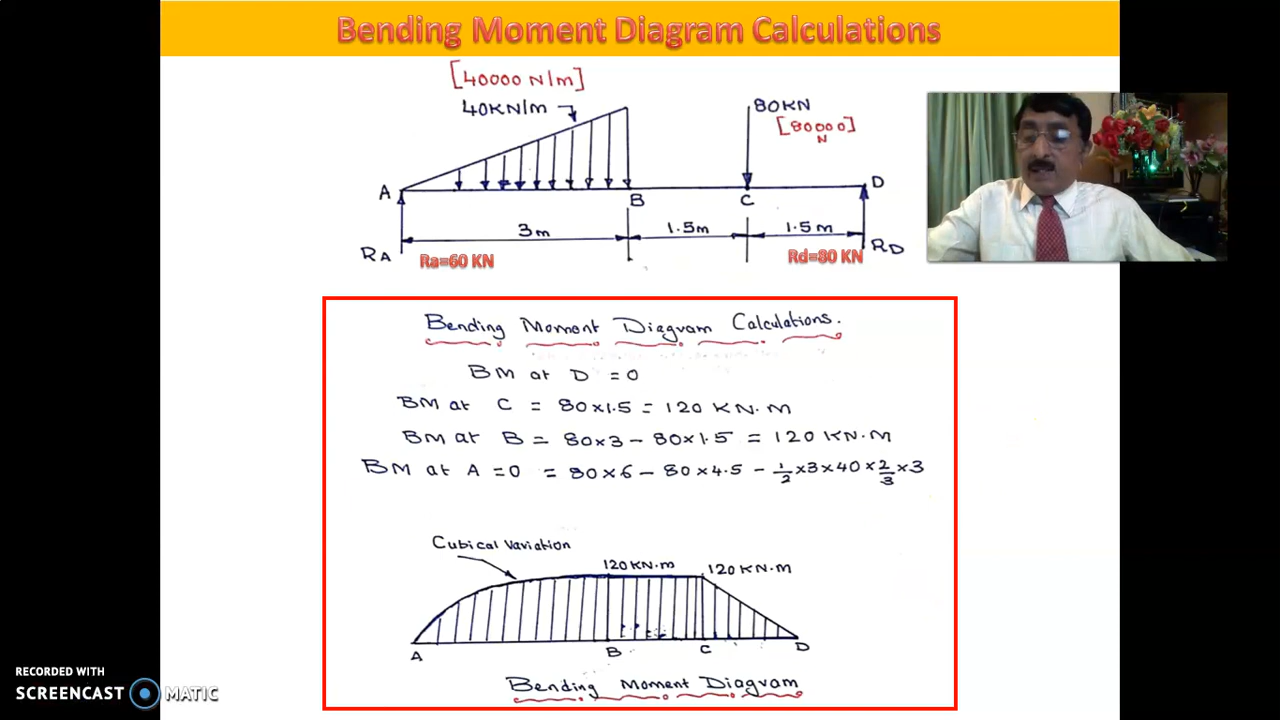 Bending Moment Diagram Calculations
[40000 N/m]
40KN/m
80KN
[80000]
N
A
B
C
D
3m
1.5m
1.5m
RA
Ra=60 KN
Rd=80 KN
RD
Bending Moment Diagram Calculations.
BM at D = 0
BM at C = 80×1.5 = 120 KN.M
BM at B = 80×3 - 80×1.5 = 120 KN.M
BM at A = 0 = 80×6 - 80×4.5 - 1/2 ×3×40×2/3×3
Cubical Variation
120KN.m
120KN.m
A
B
C
D
Bending Moment Diagram
RECORDED WITH
SCREENCAST MATIC